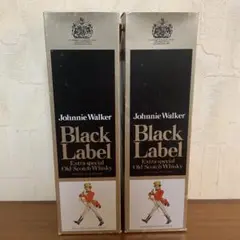 Johnnie Walker
Black
Label
Extra special
Old Scotch Whisky
Johnnie Walker
Black
Label
Extra special
Old Scotch Whisky